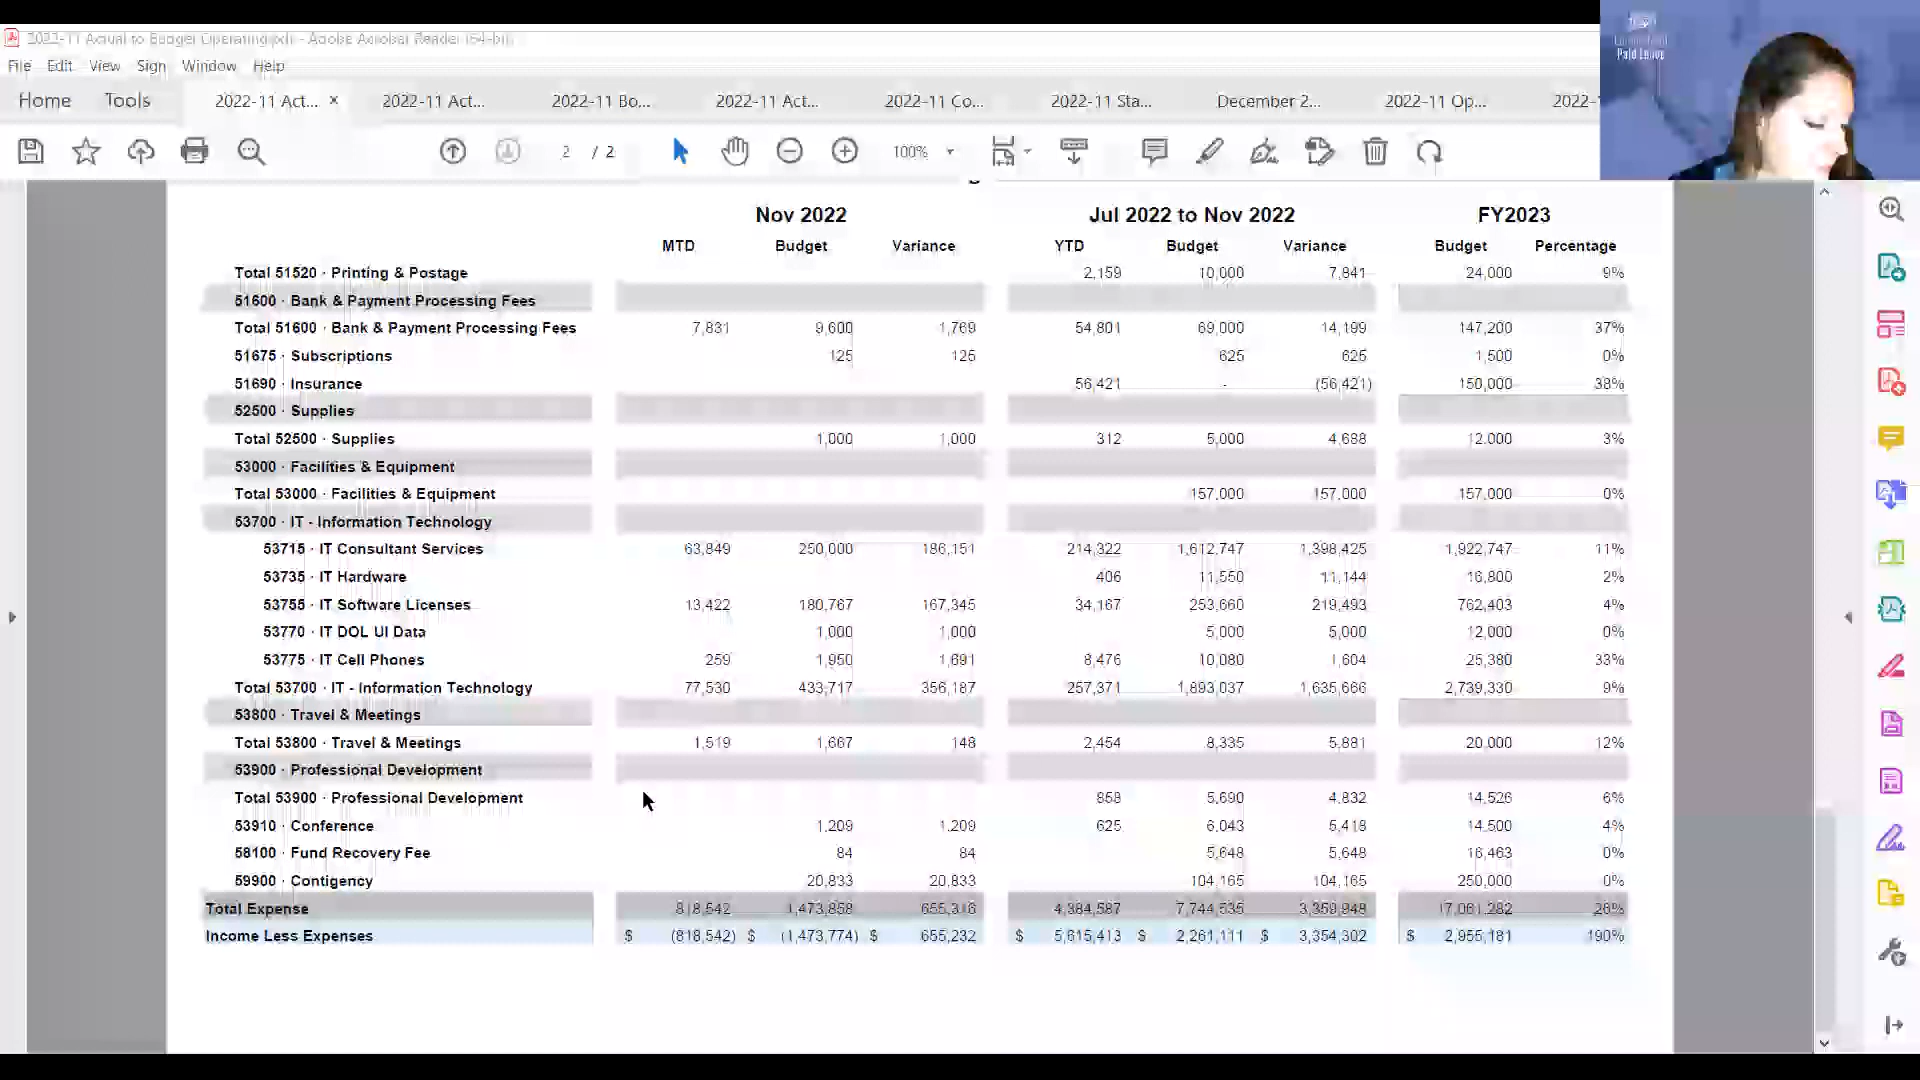 2022-11 Actual to Budget Operating.pdf - Adobe Acrobat Reader (64-bit)
File Edit View Sign Window Help
Home Tools 2022-11 Act... × 2022-11 Act... 2022-11 Bo... 2022-11 Act... 2022-11 Co... 2022-11 Sta... December 2... 2022-11 Op... 2022-1
2 / 2 100%
Paid Leave
Nov 2022 Jul 2022 to Nov 2022 FY2023
MTD Budget Variance YTD Budget Variance Budget Percentage
Total 51520 · Printing & Postage 2,159 10,000 7,841 24,000 9%
51600 · Bank & Payment Processing Fees
Total 51600 · Bank & Payment Processing Fees 7,831 9,600 1,769 54,801 69,000 14,199 147,200 37%
51675 · Subscriptions 125 125 625 625 1,500 0%
51690 · Insurance 56,421 - (56,421) 150,000 38%
52500 · Supplies
Total 52500 · Supplies 1,000 1,000 312 5,000 4,688 12,000 3%
53000 · Facilities & Equipment
Total 53000 · Facilities & Equipment 157,000 157,000 157,000 0%
53700 · IT - Information Technology
53715 · IT Consultant Services 63,849 250,000 186,151 214,322 1,612,747 1,398,425 1,922,747 11%
53735 · IT Hardware 406 11,550 11,144 16,800 2%
53755 · IT Software Licenses 13,422 180,767 167,345 34,167 253,660 219,493 762,403 4%
53770 · IT DOL UI Data 1,000 1,000 5,000 5,000 12,000 0%
53775 · IT Cell Phones 259 1,950 1,691 8,476 10,080 1,604 25,380 33%
Total 53700 · IT - Information Technology 77,530 433,717 356,187 257,371 1,893,037 1,635,666 2,739,330 9%
53800 · Travel & Meetings
Total 53800 · Travel & Meetings 1,519 1,667 148 2,454 8,335 5,881 20,000 12%
53900 · Professional Development
Total 53900 · Professional Development 858 5,690 4,832 14,526 6%
53910 · Conference 1,209 1,209 625 6,043 5,418 14,500 4%
58100 · Fund Recovery Fee 84 84 5,648 5,648 16,463 0%
59900 · Contigency 20,833 20,833 104,165 104,165 250,000 0%
Total Expense 818,542 1,473,858 655,316 4,384,587 7,744,535 3,359,948 17,061,282 26%
Income Less Expenses $ (818,542) $ (1,473,774) $ 655,232 $ 5,615,413 $ 2,261,111 $ 3,354,302 $ 2,955,181 190%